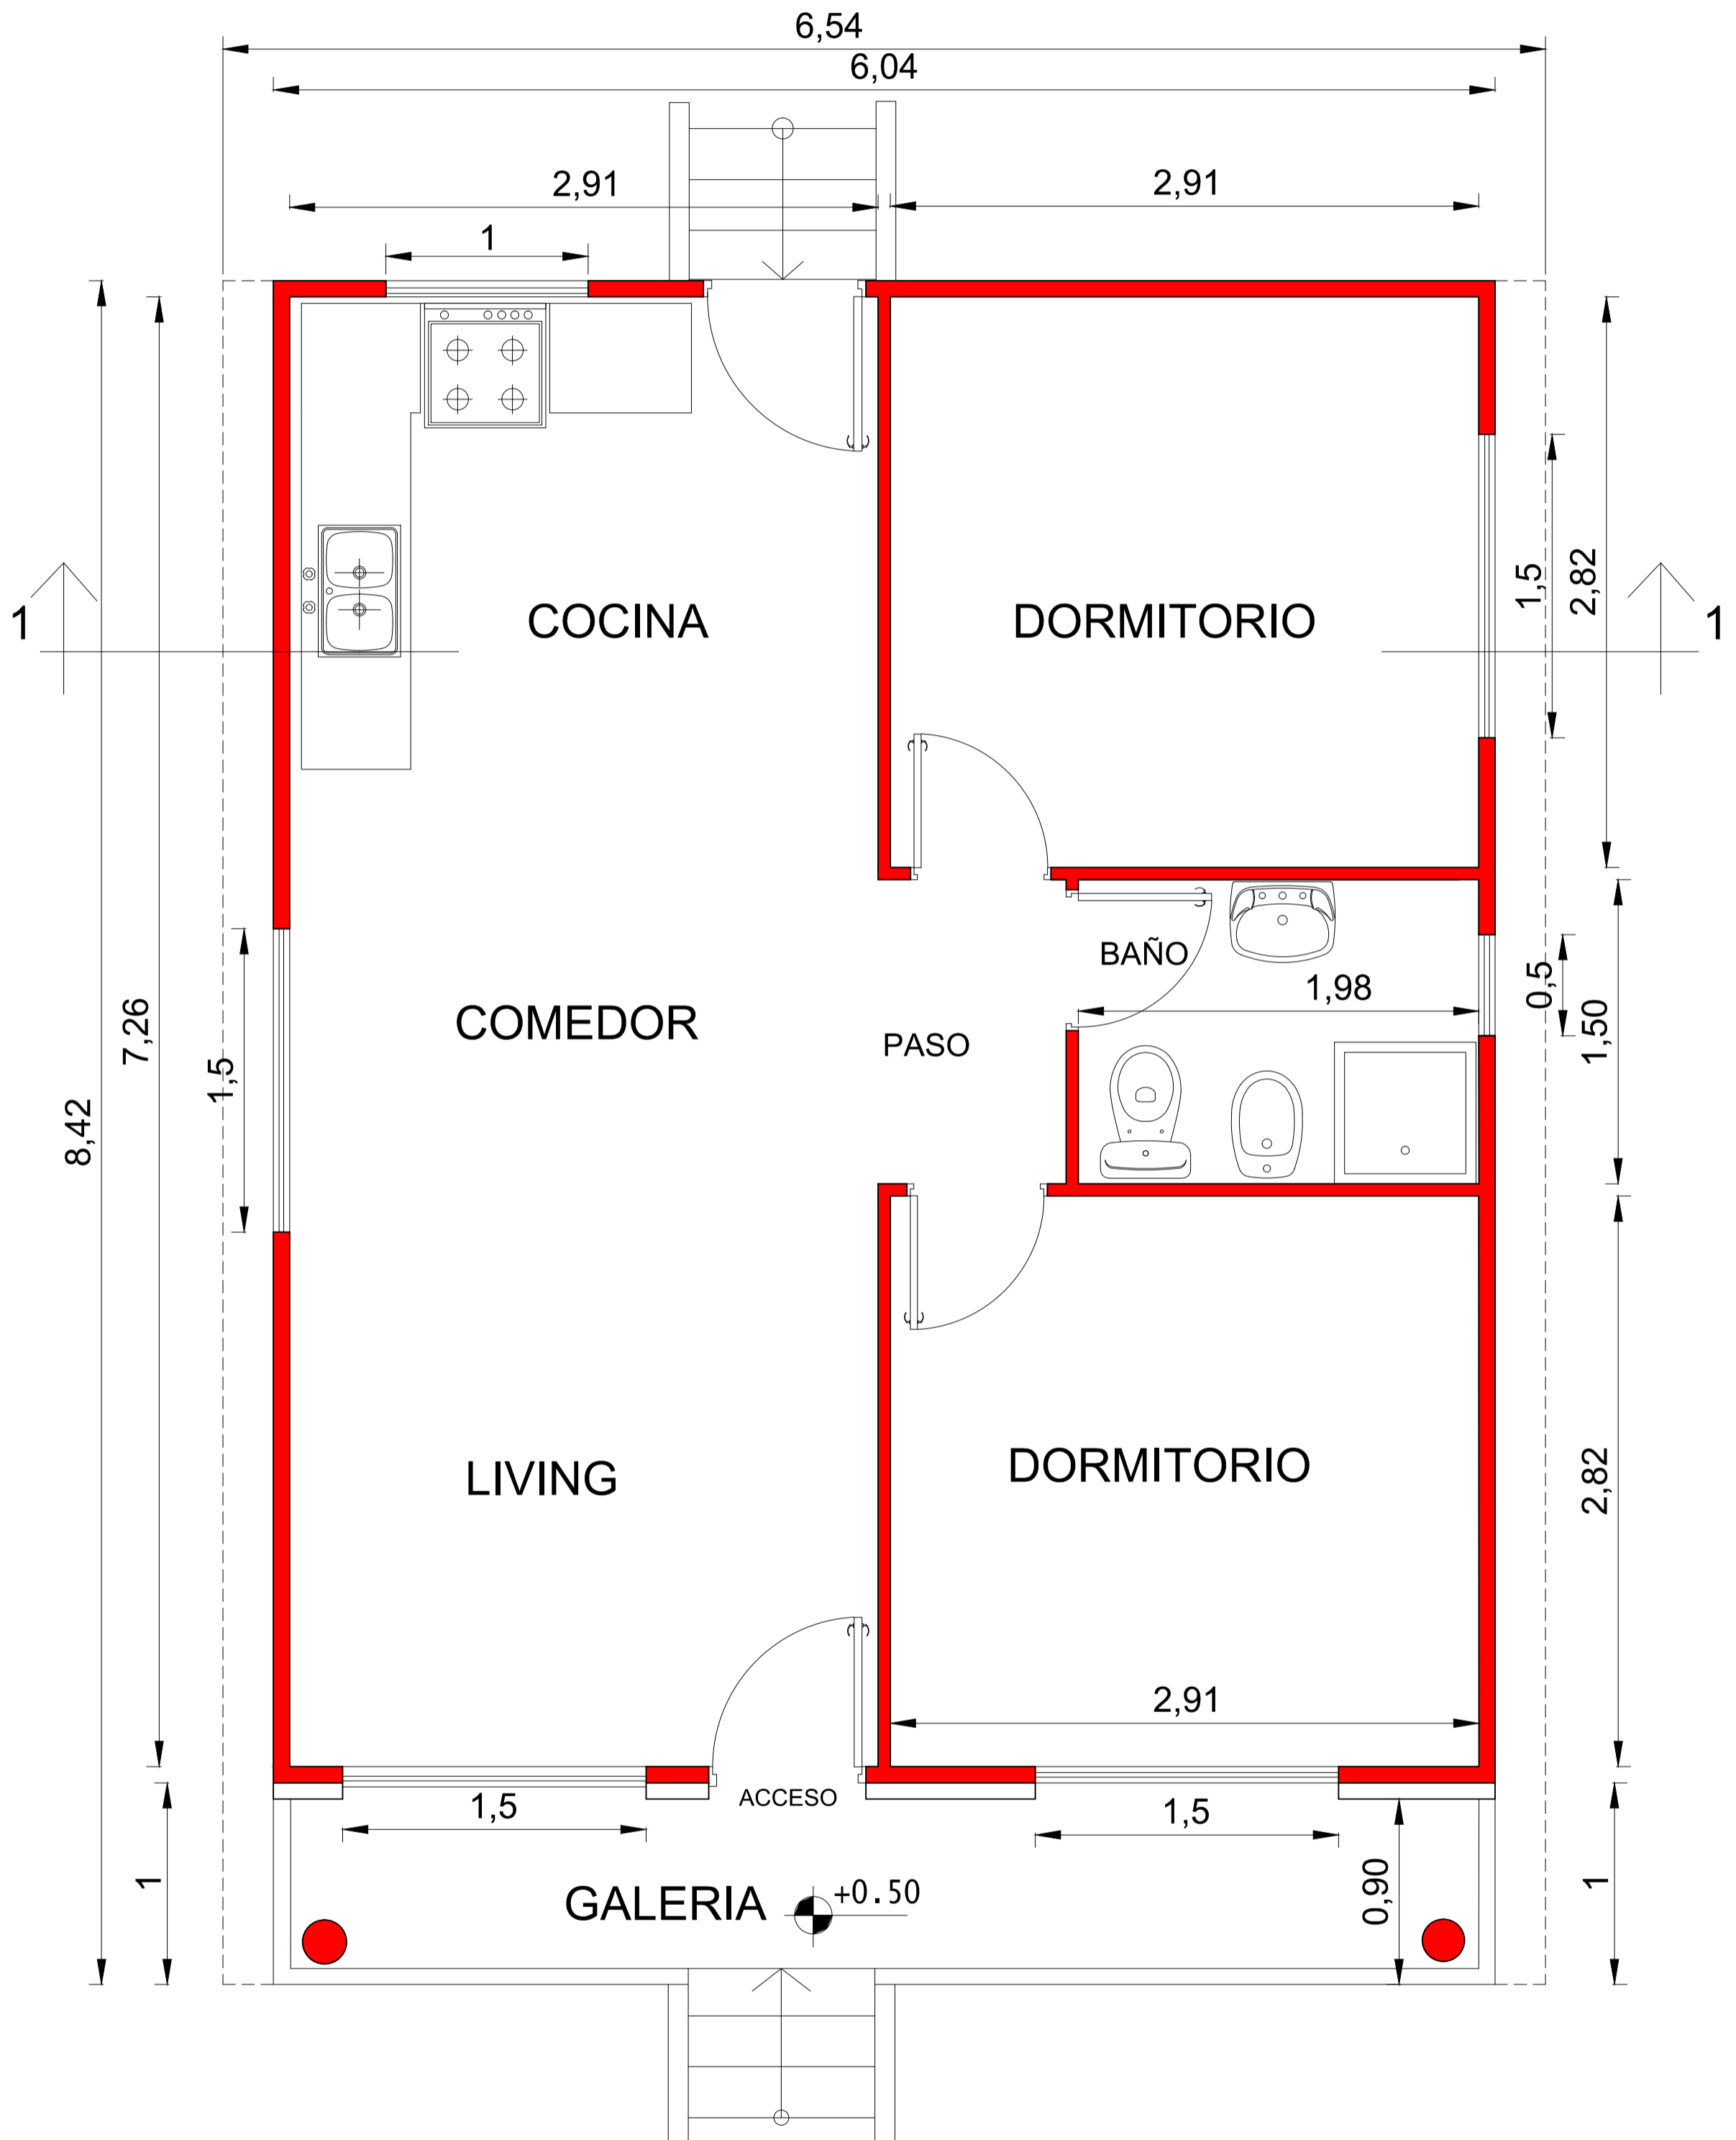 6,54
6,04
2,91
2,91
1
1,5
2,82
1
COCINA
DORMITORIO
1
BAÑO
1,98
0,5
1,50
COMEDOR
PASO
7,26
1,5
8,42
LIVING
DORMITORIO
2,82
2,91
ACCESO
1,5
1,5
1
GALERIA
+0.50
0,90
1